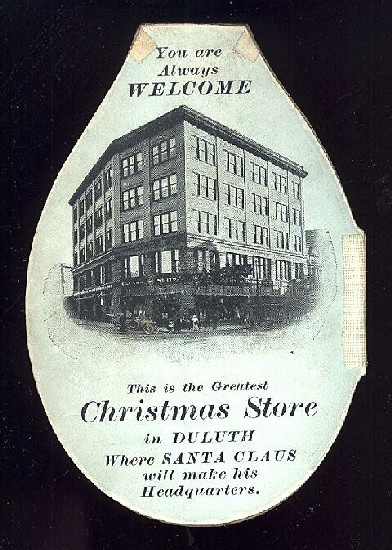 You are
Always
WELCOME
This is the Greatest
Christmas Store
in DULUTH
Where SANTA CLAUS
will make his
Headquarters.